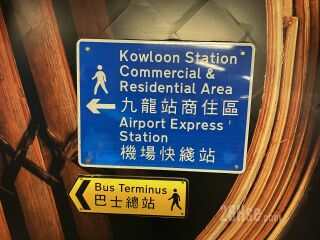 Kowloon Station
Commercial &
Residential Area
九龍站商住區
Airport Express
Station
機場快綫站
Bus Terminus
巴士總站